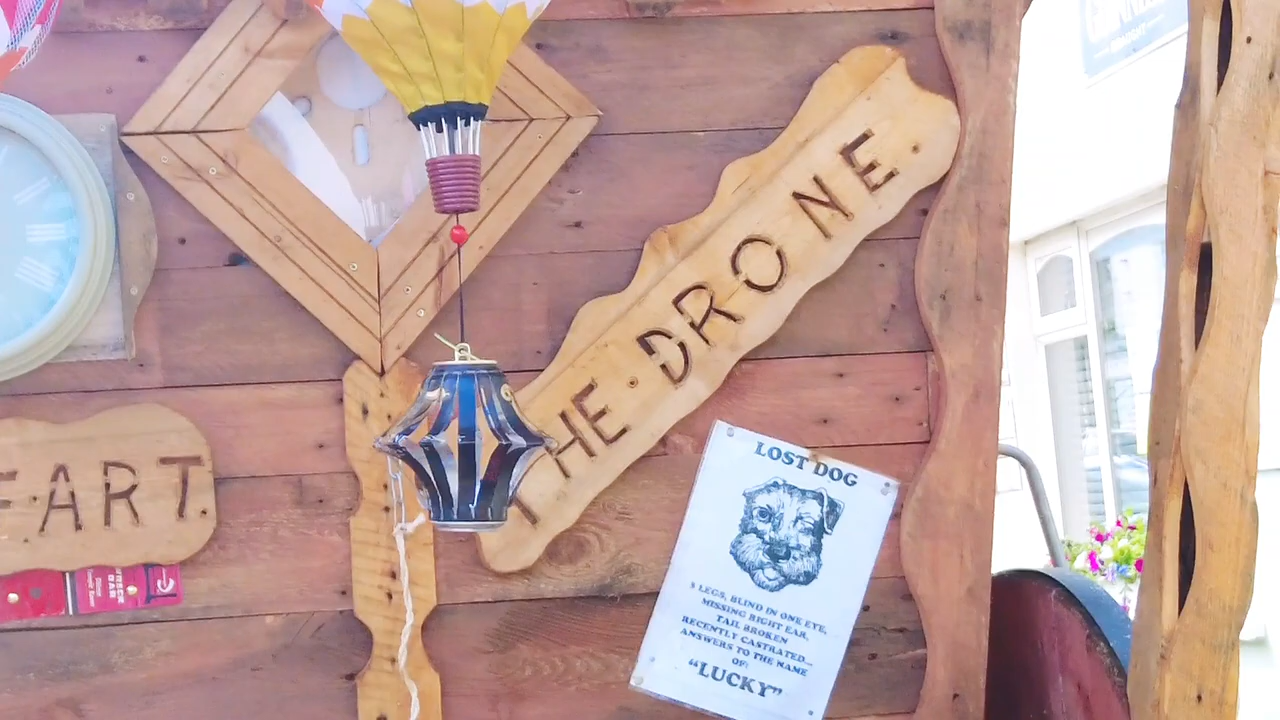 THE DRONE
EART
LOST DOG
3 LEGS, BLIND IN ONE EYE,
MISSING RIGHT EAR,
TAIL BROKEN
RECENTLY CASTRATED...
ANSWERS TO THE NAME
OF:
"LUCKY"